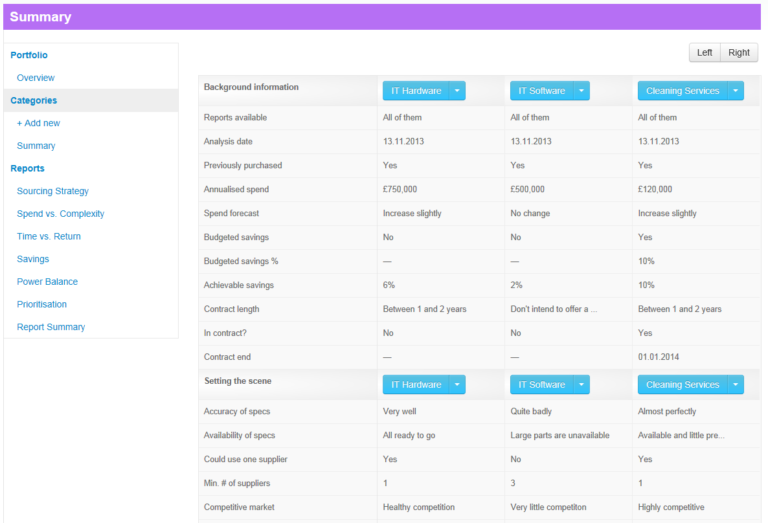 Summary
Left Right
Portfolio
Overview
Categories
+ Add new
Summary
Reports
Sourcing Strategy
Spend vs. Complexity
Time vs. Return
Savings
Power Balance
Prioritisation
Report Summary
Background information IT Hardware IT Software Cleaning Services
Reports available All of them All of them All of them
Analysis date 13.11.2013 13.11.2013 13.11.2013
Previously purchased Yes Yes Yes
Annualised spend £750,000 £500,000 £120,000
Spend forecast Increase slightly No change Increase slightly
Budgeted savings No No Yes
Budgeted savings % — — 10%
Achievable savings 6% 2% 10%
Contract length Between 1 and 2 years Don't intend to offer a ... Between 1 and 2 years
In contract? No No Yes
Contract end — — 01.01.2014
Setting the scene IT Hardware IT Software Cleaning Services
Accuracy of specs Very well Quite badly Almost perfectly
Availability of specs All ready to go Large parts are unavailable Available and little pre...
Could use one supplier Yes No Yes
Min. # of suppliers 1 3 1
Competitive market Healthy competition Very little competiton Highly competitive